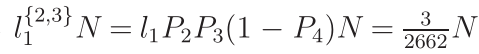 $l_1^{\{2,3\}} N = l_1 P_2 P_3 (1 - P_4) N = \frac{3}{2662} N$